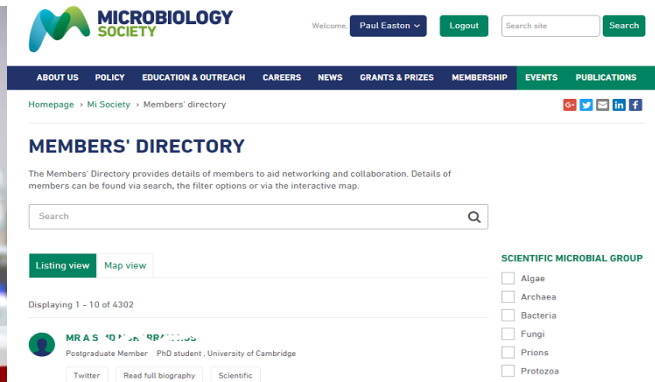 MICROBIOLOGY
SOCIETY
Welcome, Paul Easton Logout Search site Search
ABOUT US POLICY EDUCATION & OUTREACH CAREERS NEWS GRANTS & PRIZES MEMBERSHIP EVENTS PUBLICATIONS
Homepage › Mi Society › Members' directory
G+ in f
MEMBERS' DIRECTORY
The Members' Directory provides details of members to aid networking and collaboration. Details of
members can be found via search, the filter options or via the interactive map.
Search
Listing view Map view
Displaying 1 - 10 of 4302
MR A S
Postgraduate Member PhD student , University of Cambridge
Twitter Read full biography Scientific
SCIENTIFIC MICROBIAL GROUP
Algae
Archaea
Bacteria
Fungi
Prions
Protozoa